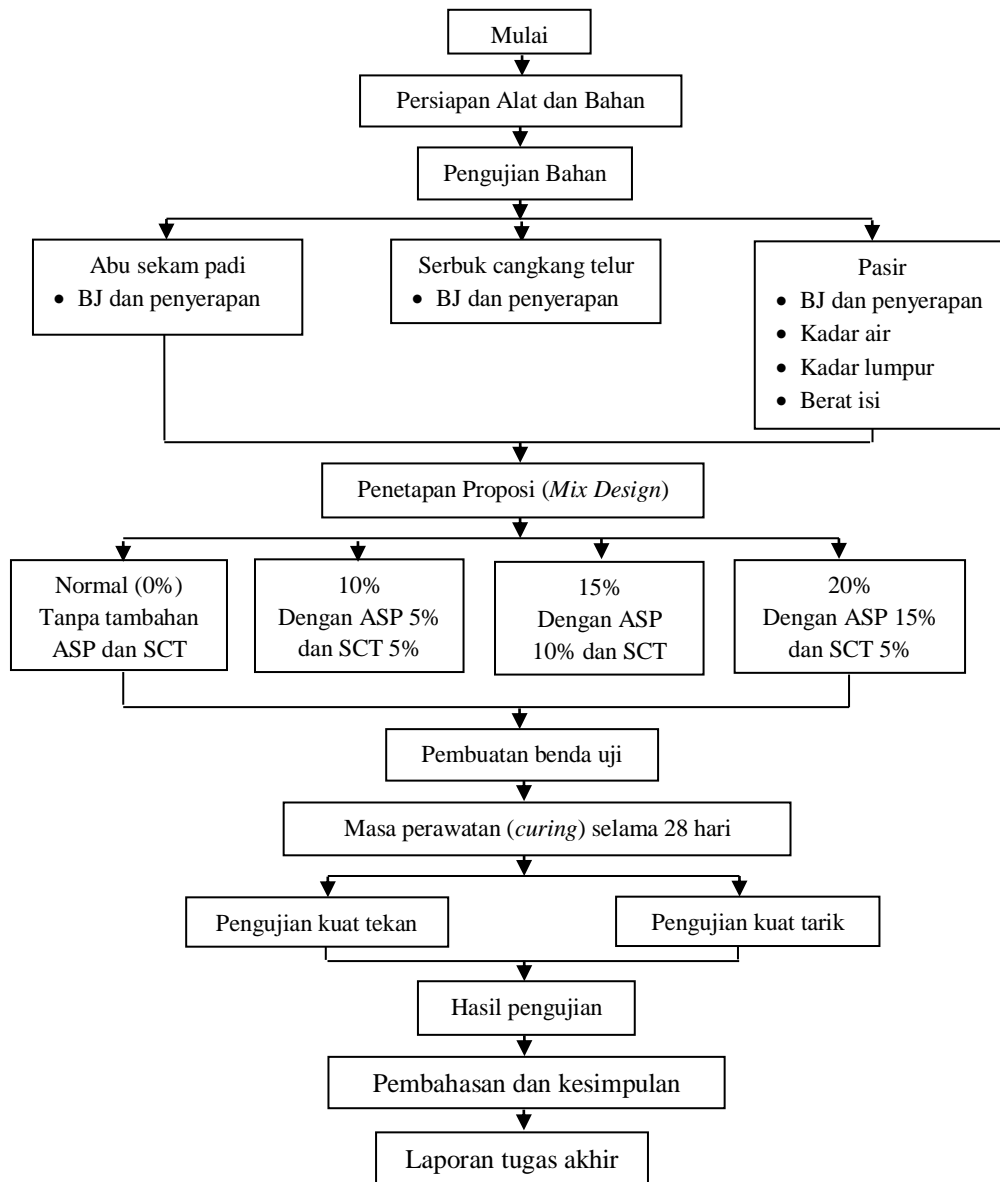 Mulai
Persiapan Alat dan Bahan
Pengujian Bahan
Abu sekam padi
• BJ dan penyerapan
Serbuk cangkang telur
• BJ dan penyerapan
Pasir
• BJ dan penyerapan
• Kadar air
• Kadar lumpur
• Berat isi
Penetapan Proposi (Mix Design)
Normal (0%)
Tanpa tambahan
ASP dan SCT
10%
Dengan ASP 5%
dan SCT 5%
15%
Dengan ASP
10% dan SCT
20%
Dengan ASP 15%
dan SCT 5%
Pembuatan benda uji
Masa perawatan (curing) selama 28 hari
Pengujian kuat tekan
Pengujian kuat tarik
Hasil pengujian
Pembahasan dan kesimpulan
Laporan tugas akhir